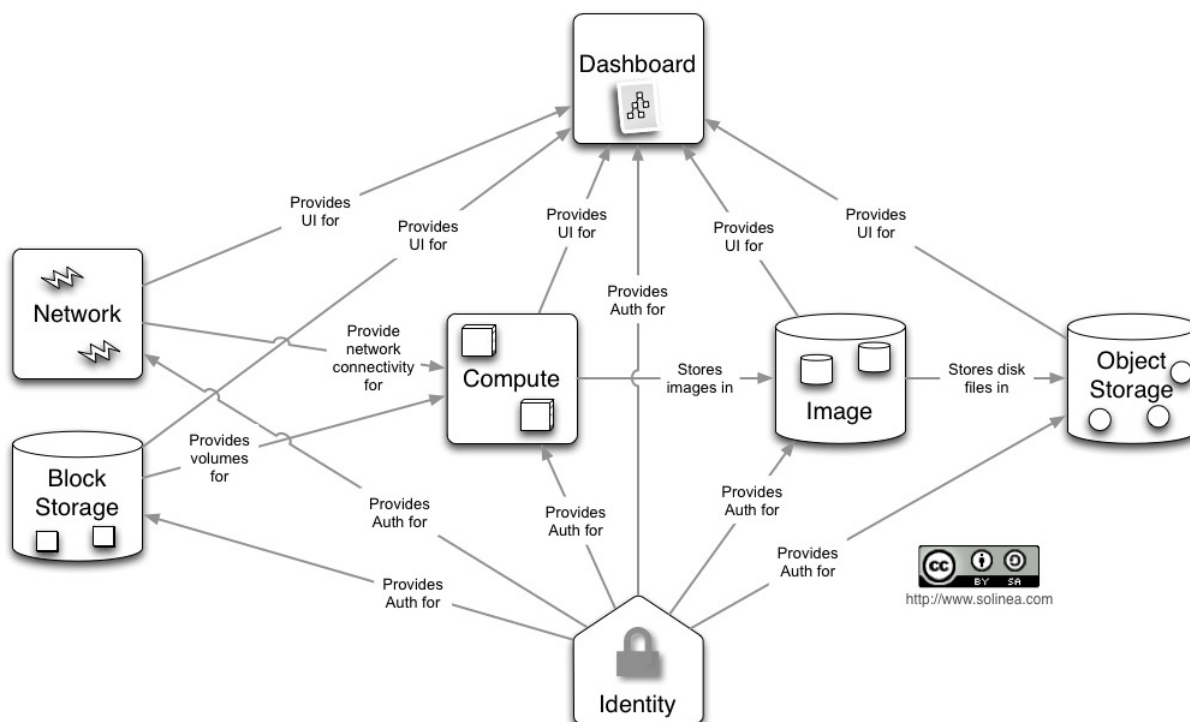 Dashboard
Provides
UI for
Provides
UI for
Provides
UI for
Provides
UI for
Provides
UI for
Provides
Auth for
Network
Provide
network
connectivity
for
Compute
Stores
images in
Image
Stores disk
files in
Object
Storage
Block
Storage
Provides
volumes
for
Provides
Auth for
Provides
Auth for
Provides
Auth for
Provides
Auth for
Provides
Auth for
cc
BY SA
http://www.solinea.com
Identity